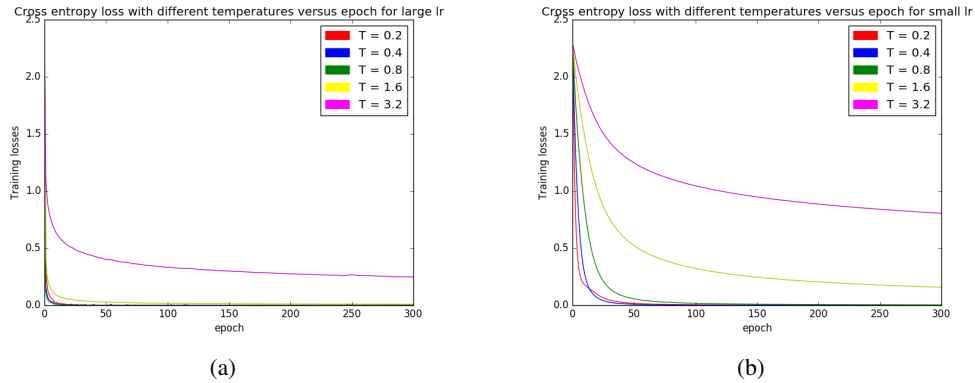 Cross entropy loss with different temperatures versus epoch for large lr
2.5
2.0
1.5
1.0
0.5
0.0
Training losses
0 50 100 150 200 250 300
epoch
T = 0.2
T = 0.4
T = 0.8
T = 1.6
T = 3.2
(a)
Cross entropy loss with different temperatures versus epoch for small lr
2.5
2.0
1.5
1.0
0.5
0.0
Training losses
0 50 100 150 200 250 300
epoch
T = 0.2
T = 0.4
T = 0.8
T = 1.6
T = 3.2
(b)